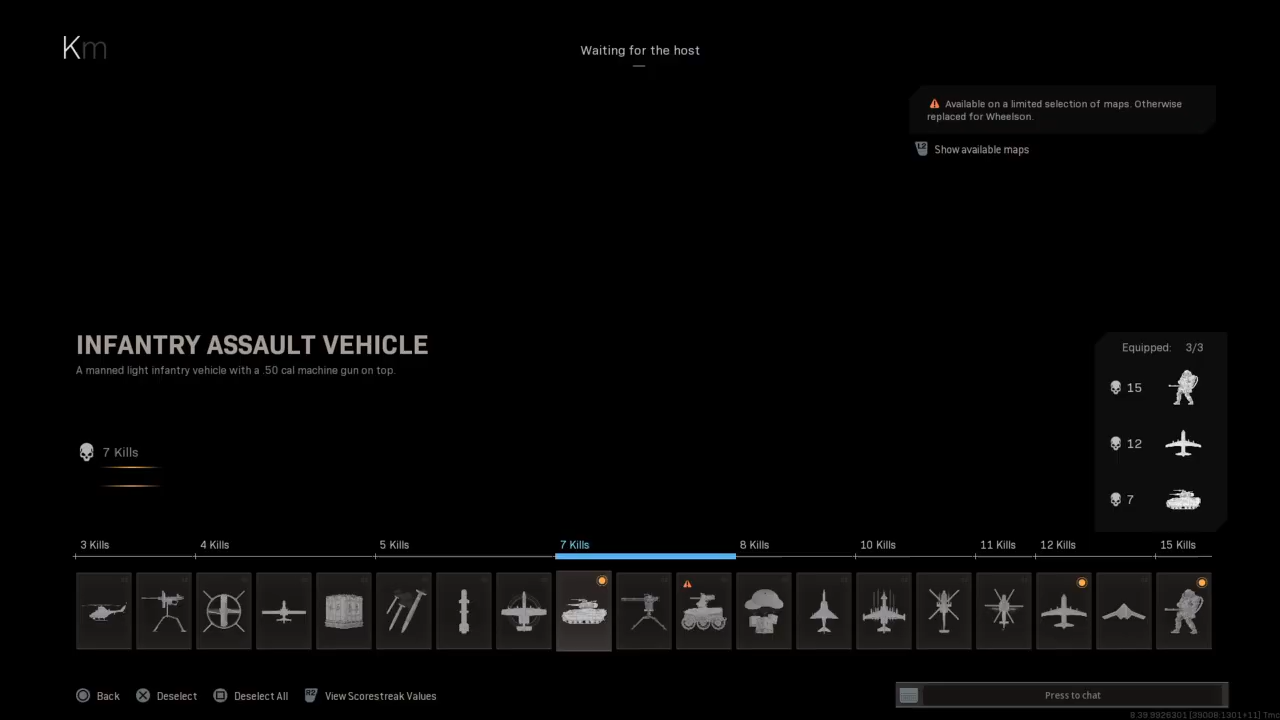 Km
Waiting for the host
Available on a limited selection of maps. Otherwise
replaced for Wheelson.
L2 Show available maps
INFANTRY ASSAULT VEHICLE
A manned light infantry vehicle with a .50 cal machine gun on top.
Equipped: 3/3
15
12
7 Kills
7
3 Kills 4 Kills 5 Kills 7 Kills 8 Kills 10 Kills 11 Kills 12 Kills 15 Kills
Back Deselect Deselect All R2 View Scorestreak Values
Press to chat